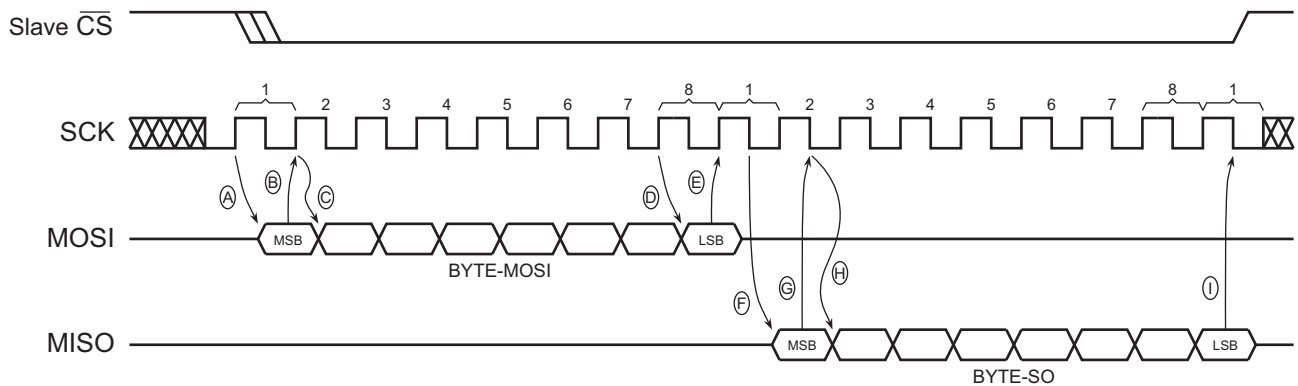 Slave C̅S̅
1 2 3 4 5 6 7 8 1 2 3 4 5 6 7 8 1
SCK
A B C D E
MOSI MSB LSB
BYTE-MOSI
F G H I
MISO MSB LSB
BYTE-SO